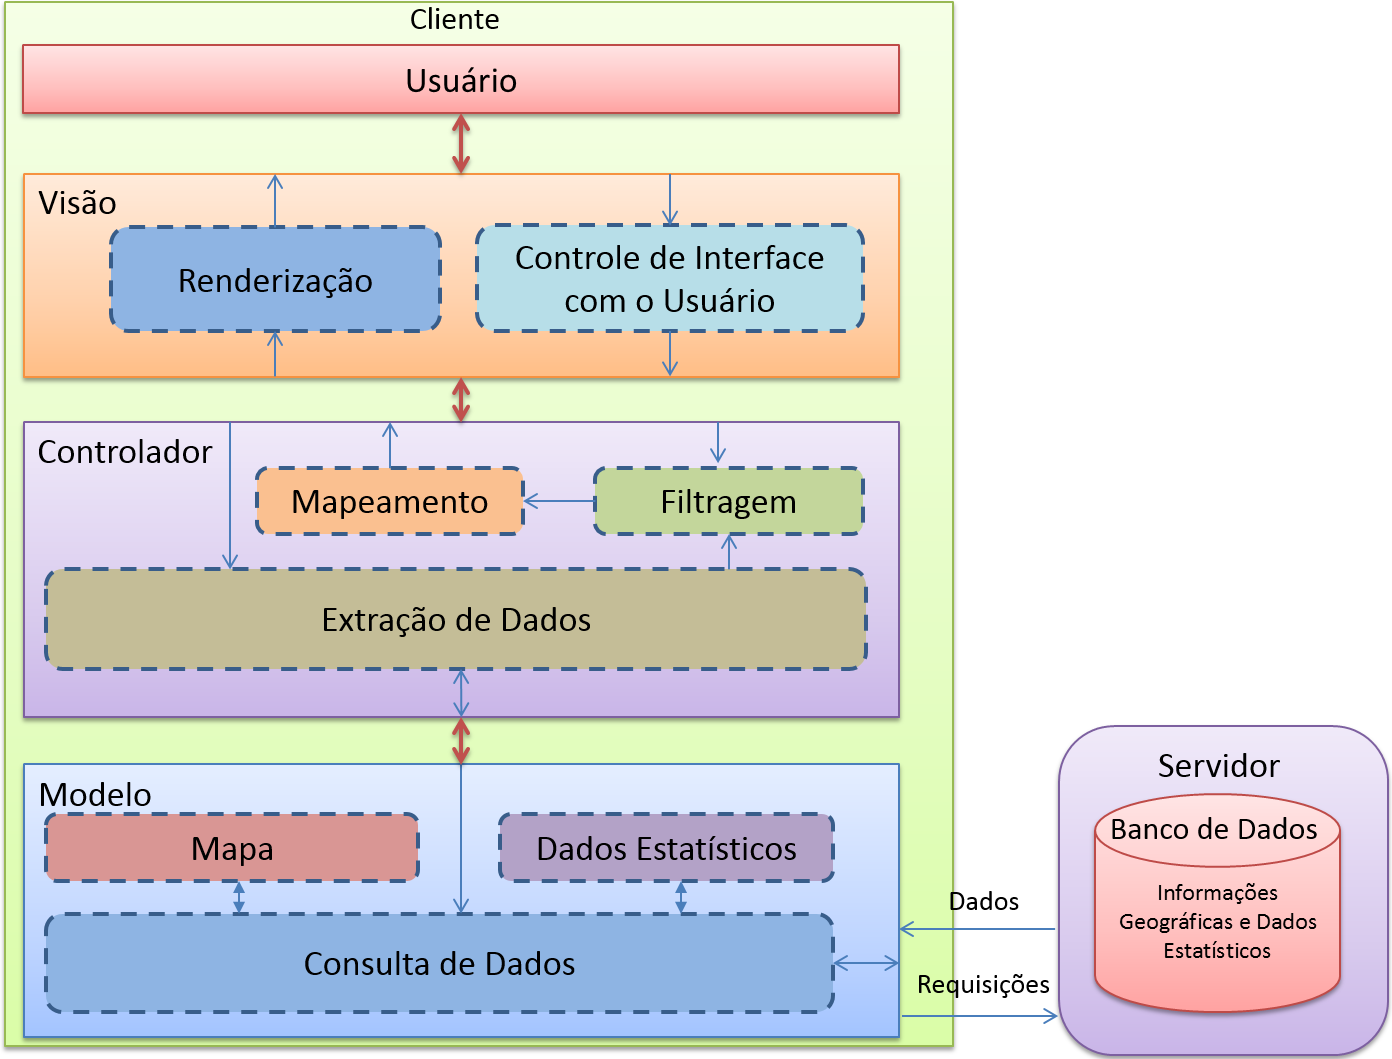 Cliente
Usuário
Visão
Renderização
Controle de Interface
com o Usuário
Controlador
Mapeamento
Filtragem
Extração de Dados
Modelo
Mapa
Dados Estatísticos
Consulta de Dados
Dados
Requisições
Servidor
Banco de Dados
Informações
Geográficas e Dados
Estatísticos